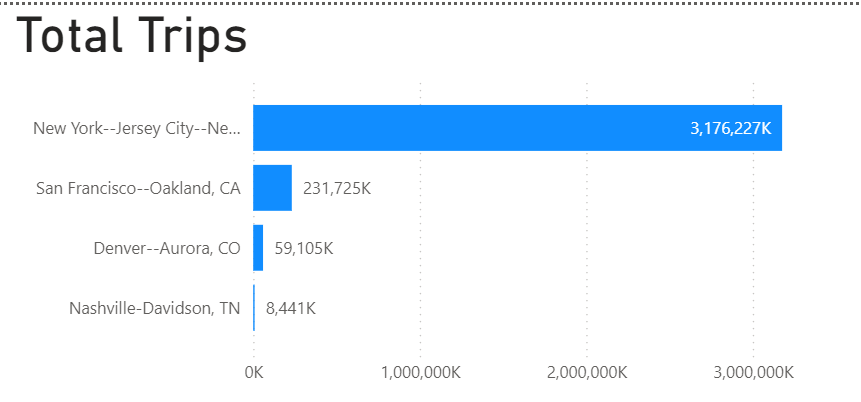 Total Trips
New York--Jersey City--Ne...
3,176,227K
San Francisco--Oakland, CA
231,725K
Denver--Aurora, CO
59,105K
Nashville-Davidson, TN
8,441K
0K
1,000,000K
2,000,000K
3,000,000K